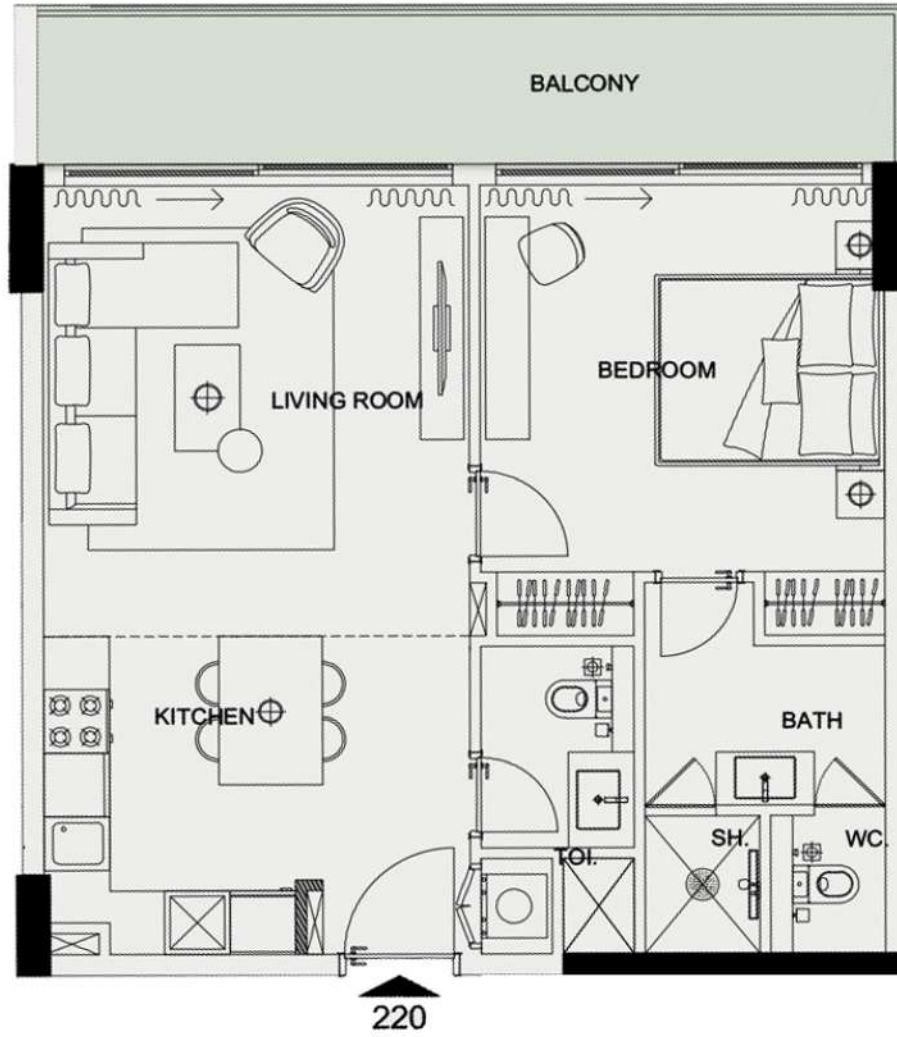 BALCONY
BEDROOM
LIVING ROOM
KITCHEN
BATH
TOI.
SH.
WC.
220